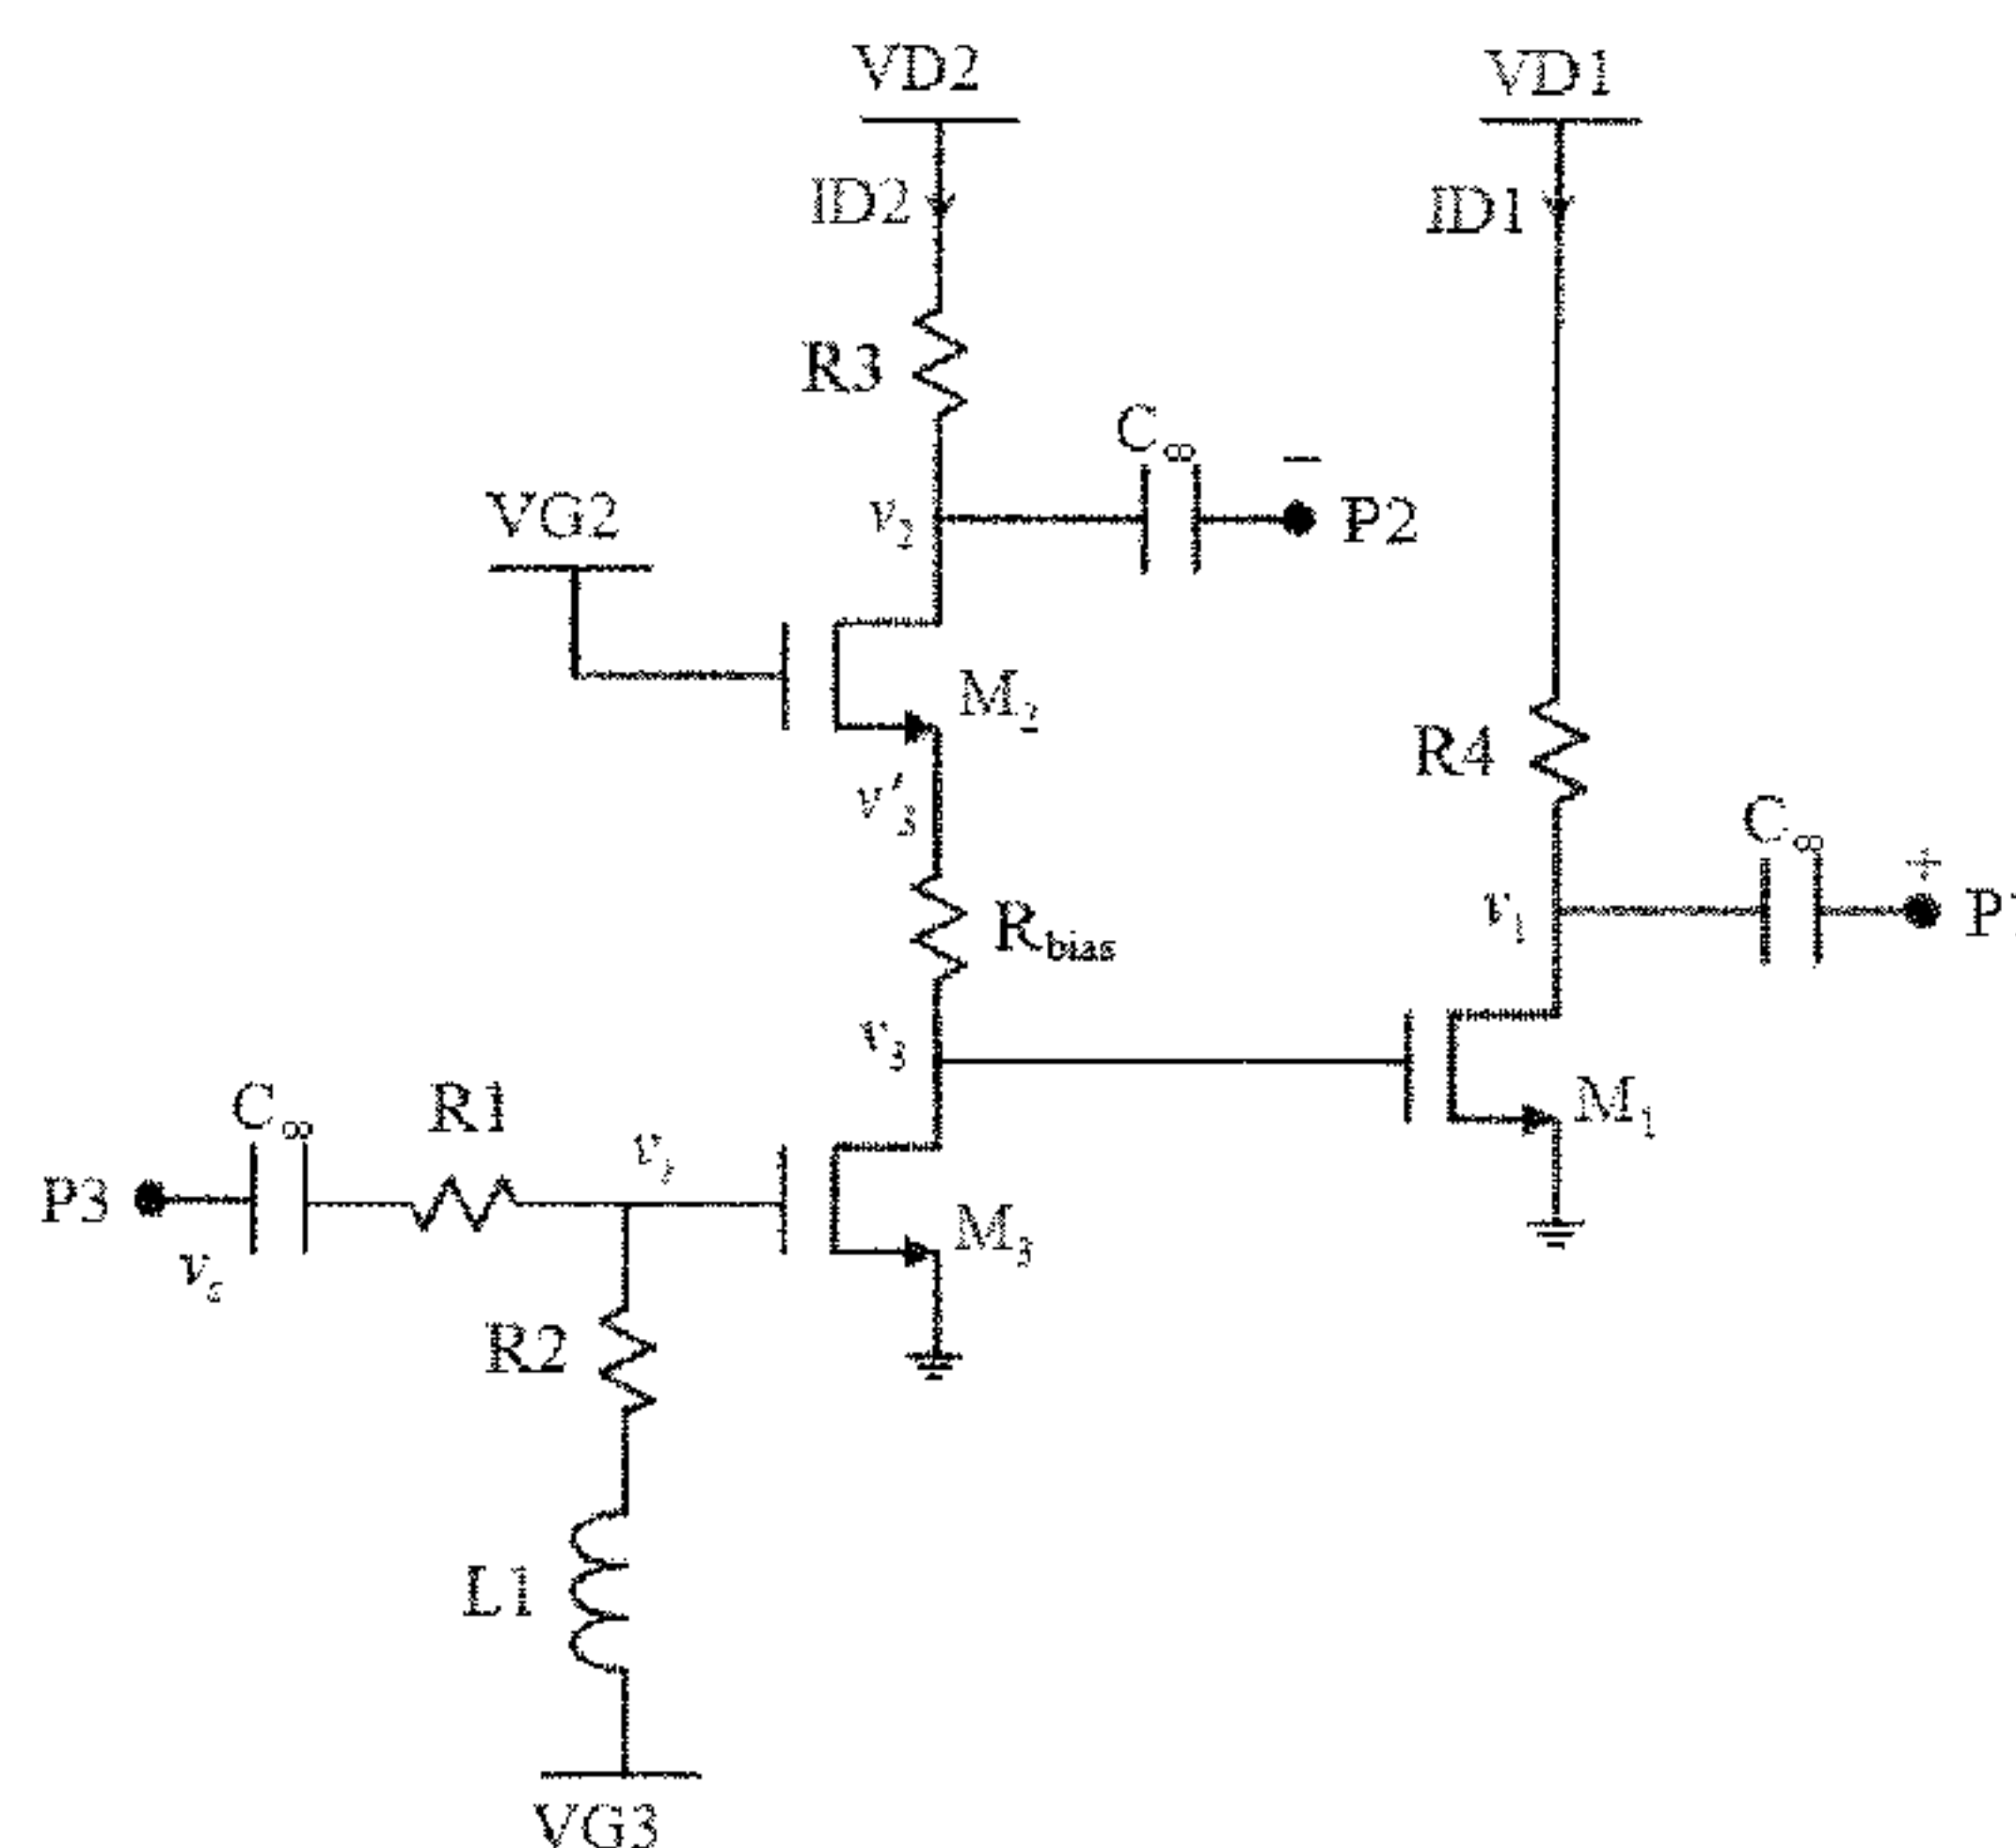 VD2
VD1
ID2
ID1
R3
C∞
−
P2
VG2
v₂
M₂
R4
v'₃
C∞
+
Rbias
v₁
v₃
C∞
R1
M₁
vᵢ
P3
M₃
R2
L1
VG3